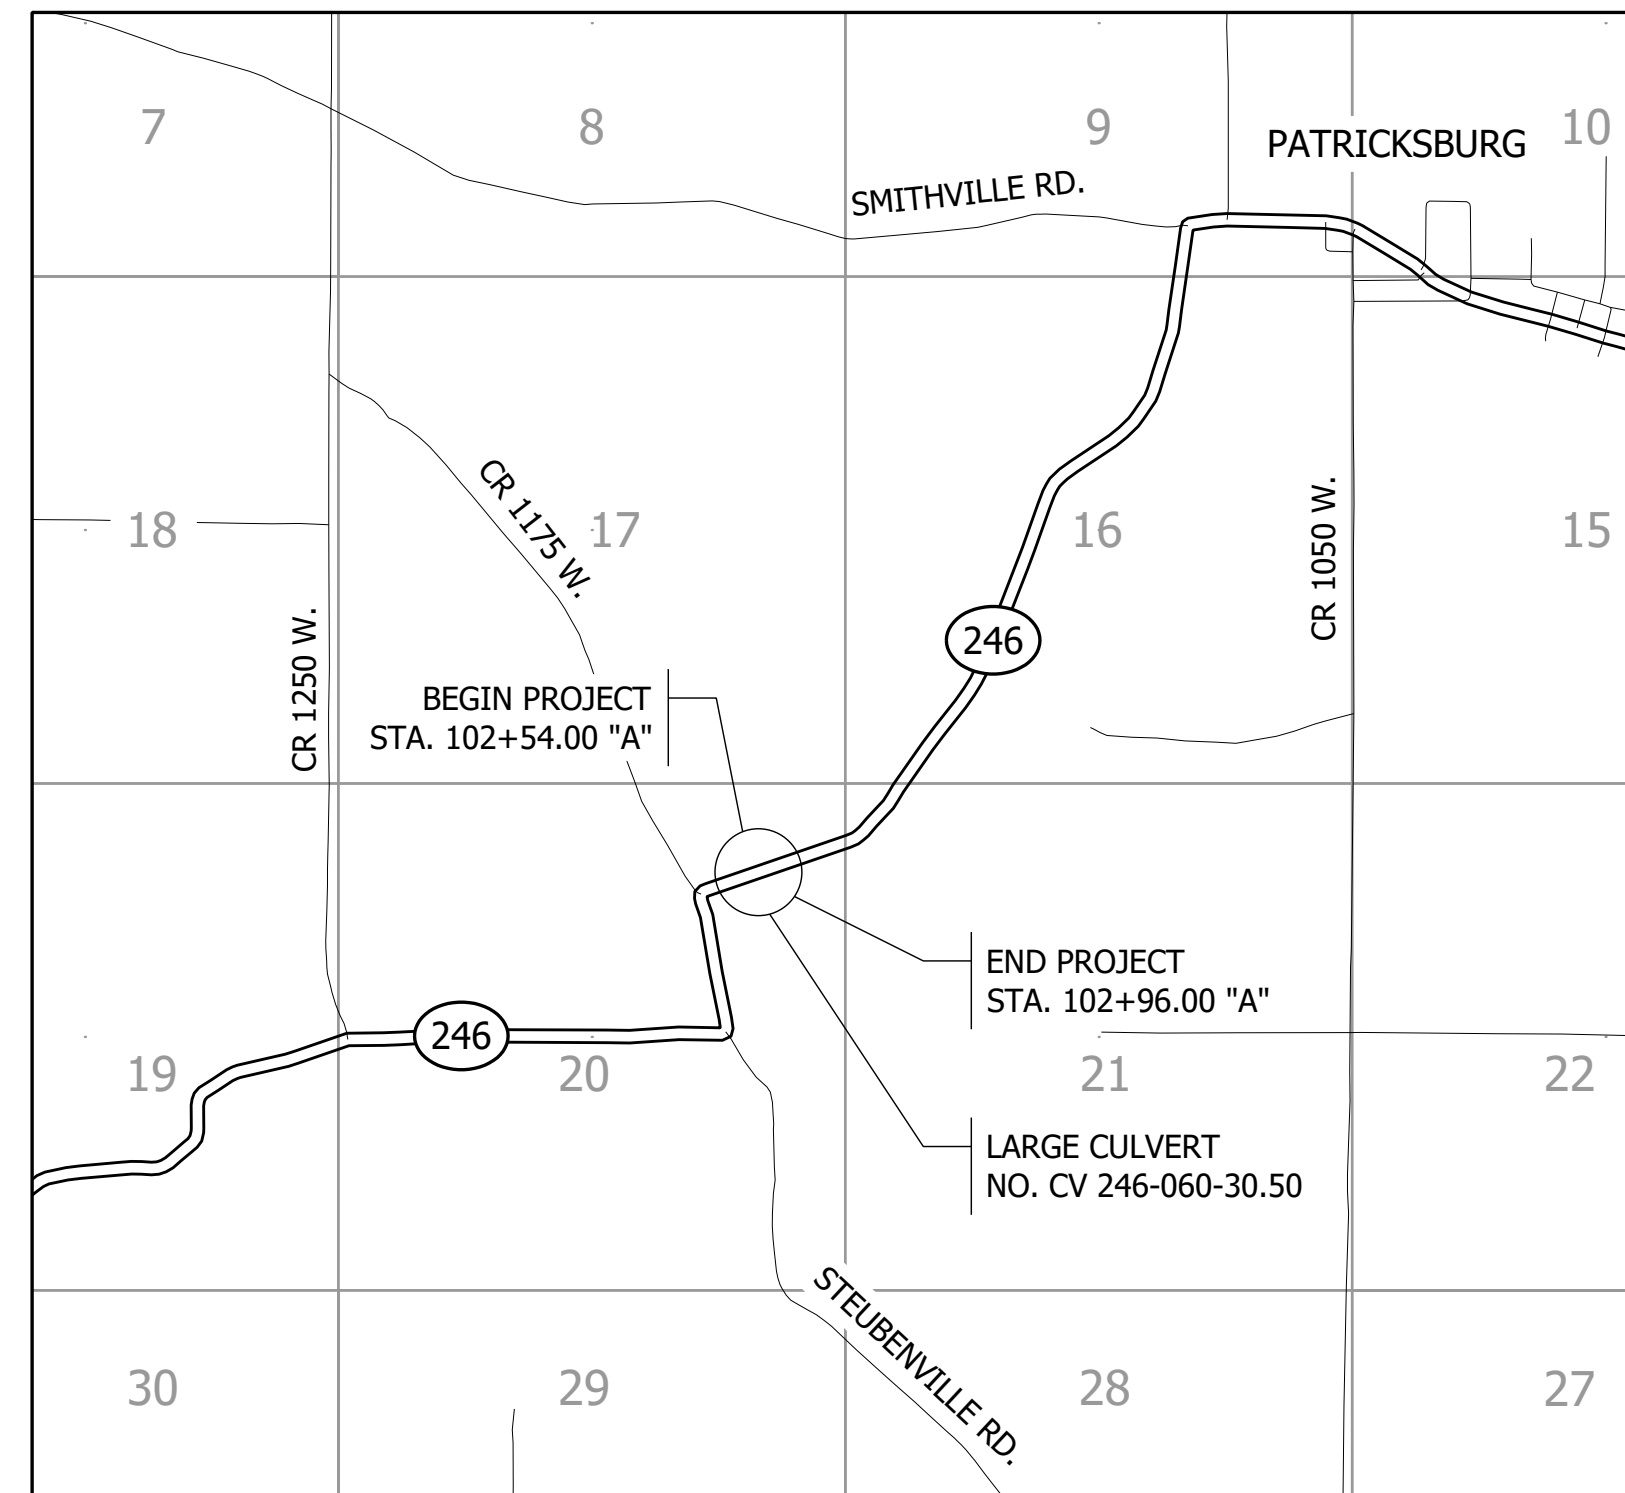 7
8
9
10
PATRICKSBURG
SMITHVILLE RD.
18
CR 1175 W.
17
16
CR 1050 W.
15
CR 1250 W.
246
BEGIN PROJECT
STA. 102+54.00 "A"
END PROJECT
STA. 102+96.00 "A"
246
19
20
21
22
LARGE CULVERT
NO. CV 246-060-30.50
STEUBENVILLE RD.
30
29
28
27